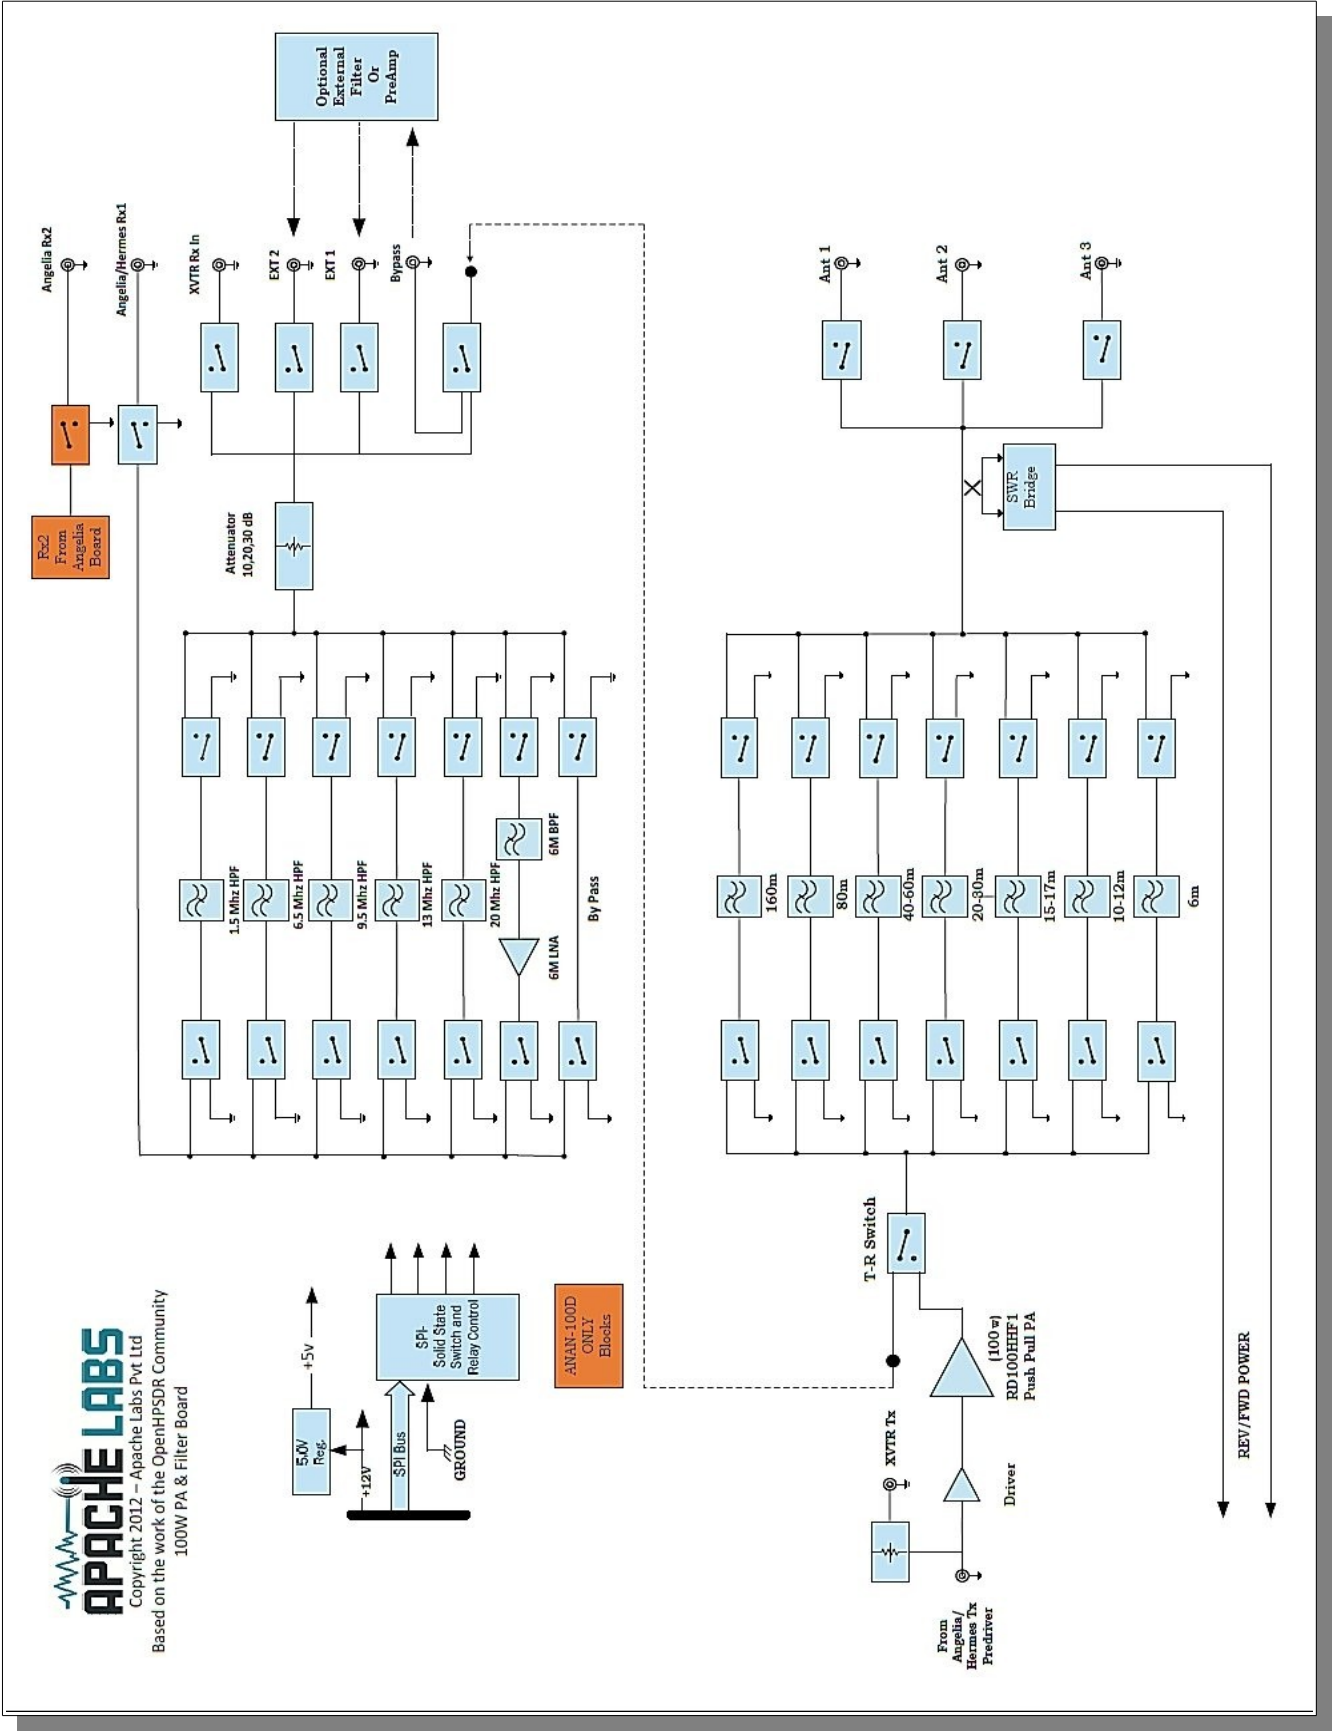 APACHE LABS
Copyright 2012 – Apache Labs Pvt Ltd
Based on the work of the OpenHPSDR Community
100W PA & Filter Board
Angelia Rx2
Angelia/Hermes Rx1
XVTR Rx In
EXT 2
EXT 1
Bypass
Optional
External
Filter
Or
PreAmp
Rx2
From
Angelia
Board
Attenuator
10,20,30 dB
1.5 Mhz HPF
6.5 Mhz HPF
9.5 Mhz HPF
13 Mhz HPF
20 Mhz HPF
6M BPF
6M LNA
By Pass
5.0V
Reg.
+5v
+12V
SPI Bus
SPI-
Solid State
Switch and
Relay Control
GROUND
ANAN-100D
ONLY
Blocks
Ant 1
Ant 2
Ant 3
SWR
Bridge
160m
80m
40-60m
20-30m
15-17m
10-12m
6m
T-R Switch
(100w)
RD100HHF1
Push Pull PA
XVTR Tx
Driver
From
Angelia/
Hermes Tx
Predriver
REV/FWD POWER